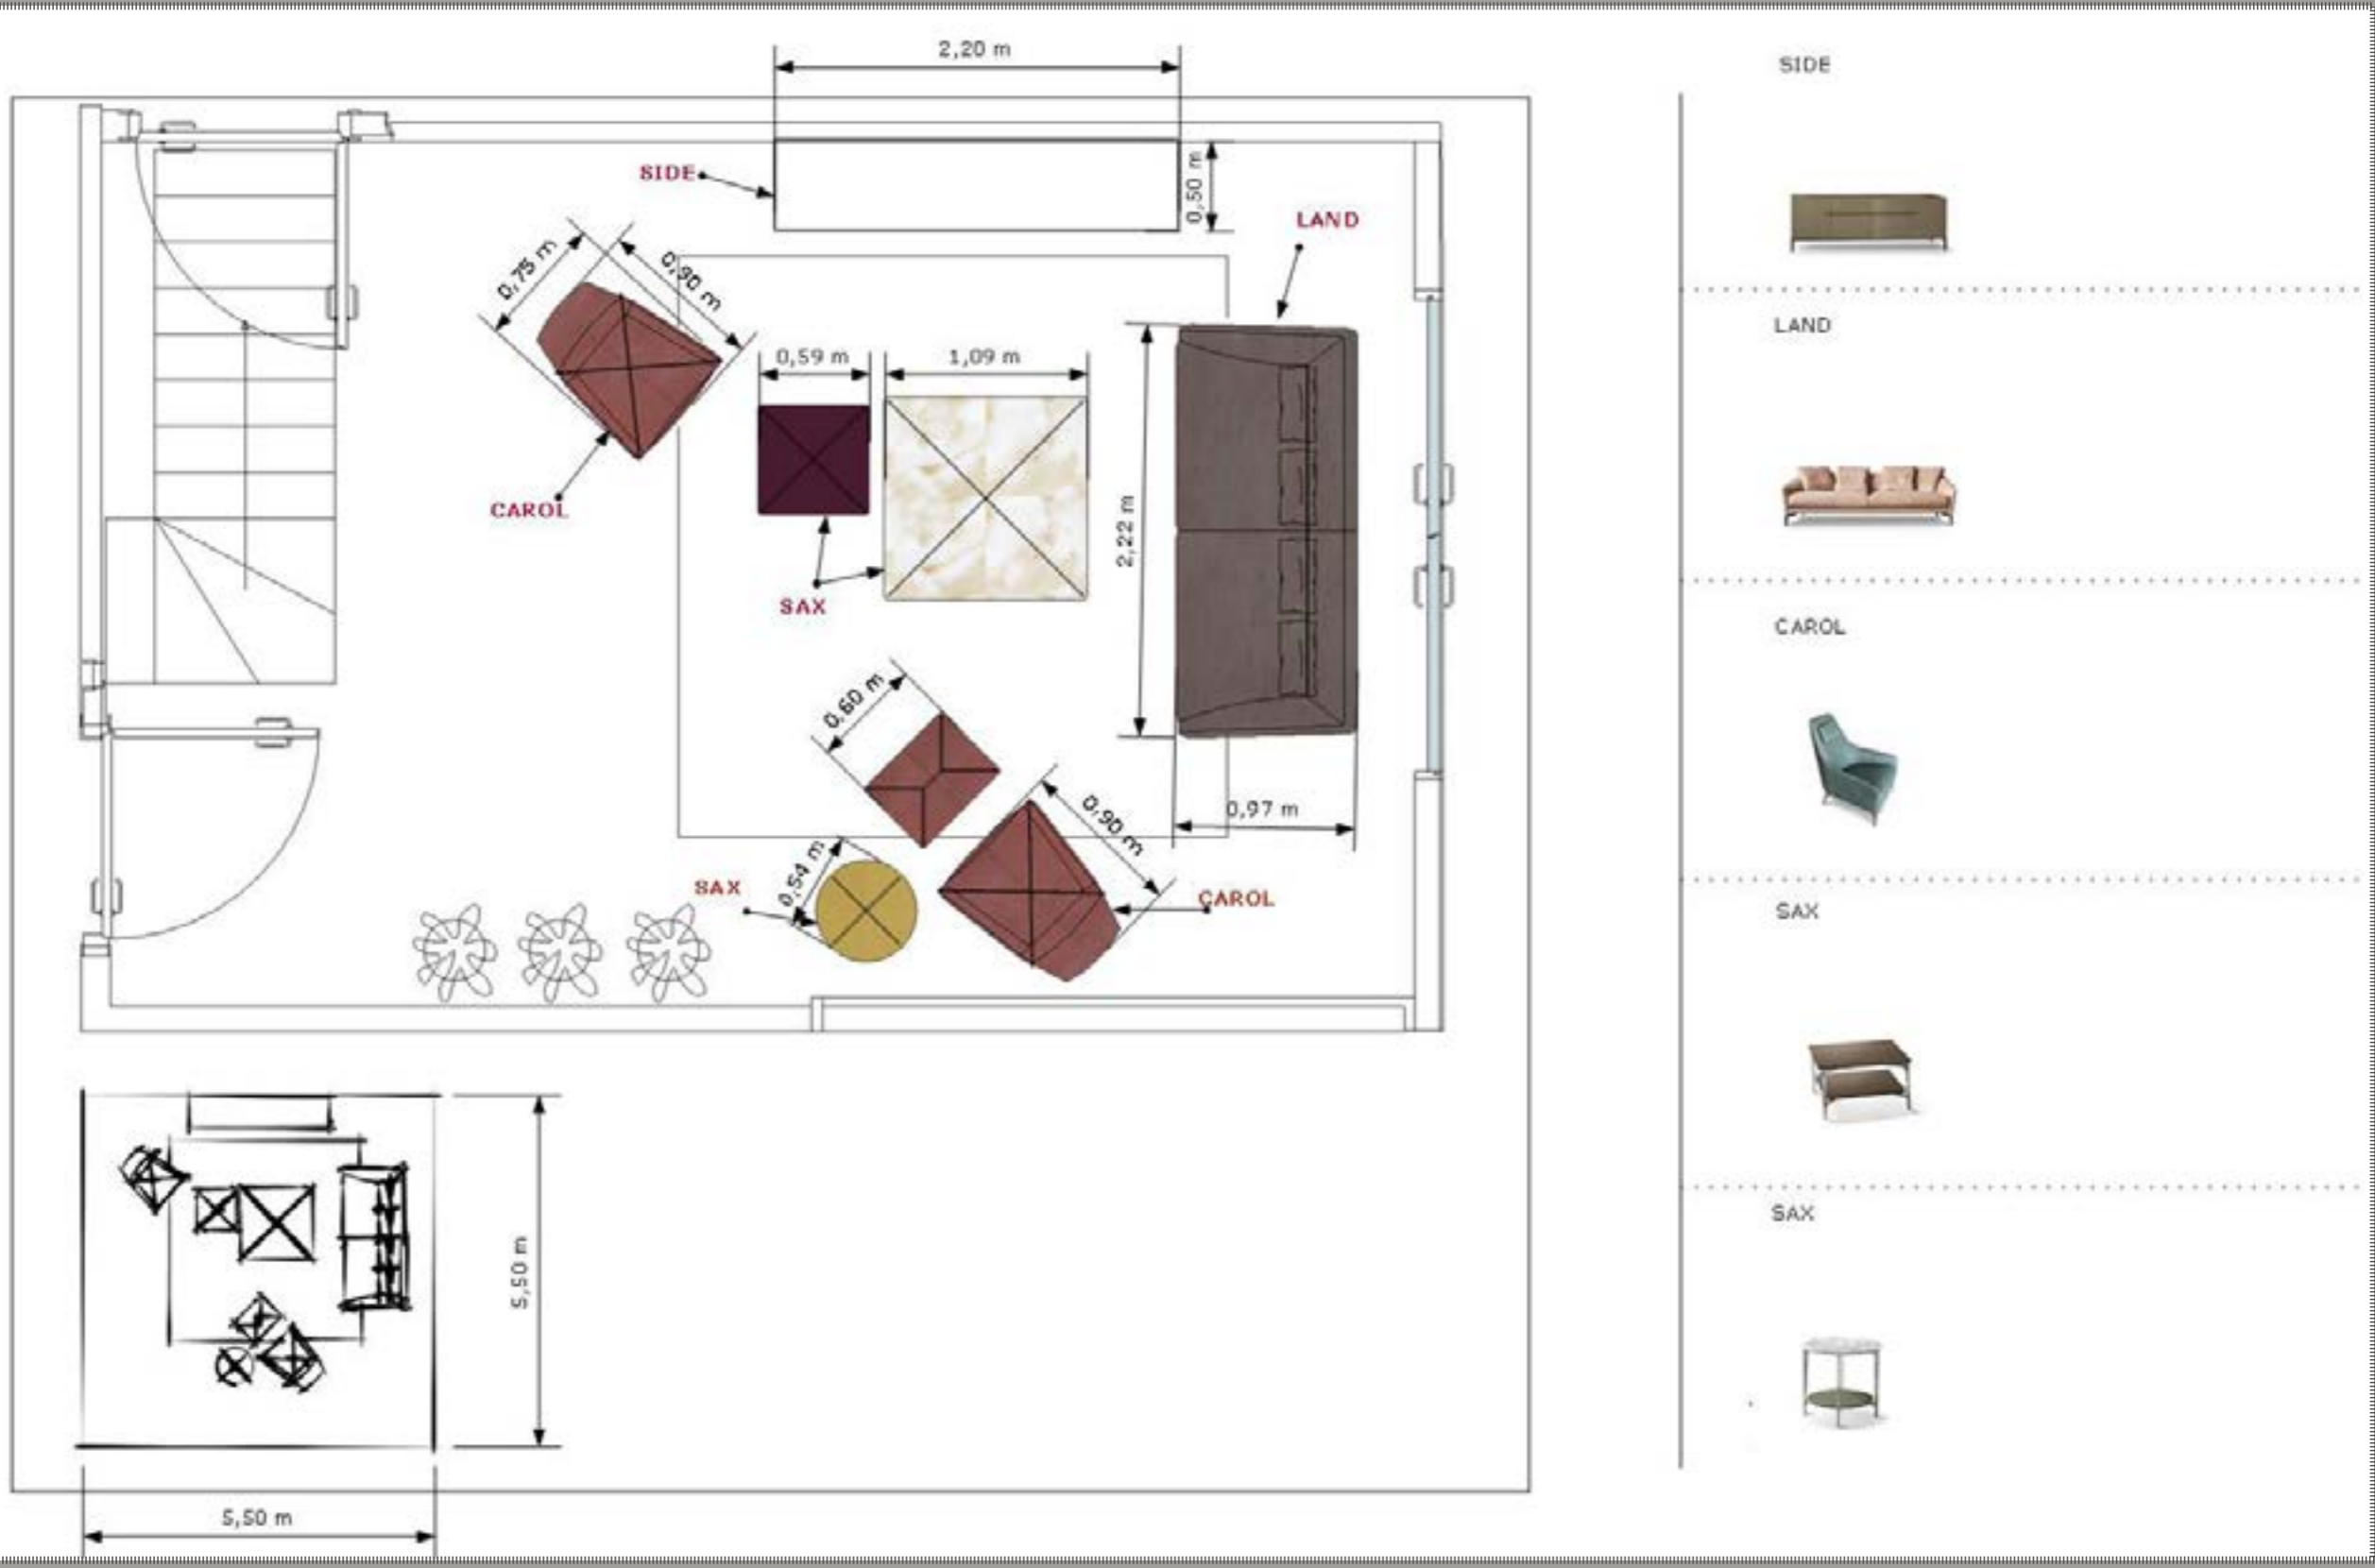 2,20 m
SIDE
0,50 m
LAND
0,75 m
0,90 m
0,59 m
1,09 m
CAROL
2,22 m
SAX
0,60 m
0,90 m
0,97 m
0,54 m
SAX
CAROL
5,50 m
5,50 m
SIDE
LAND
CAROL
SAX
SAX